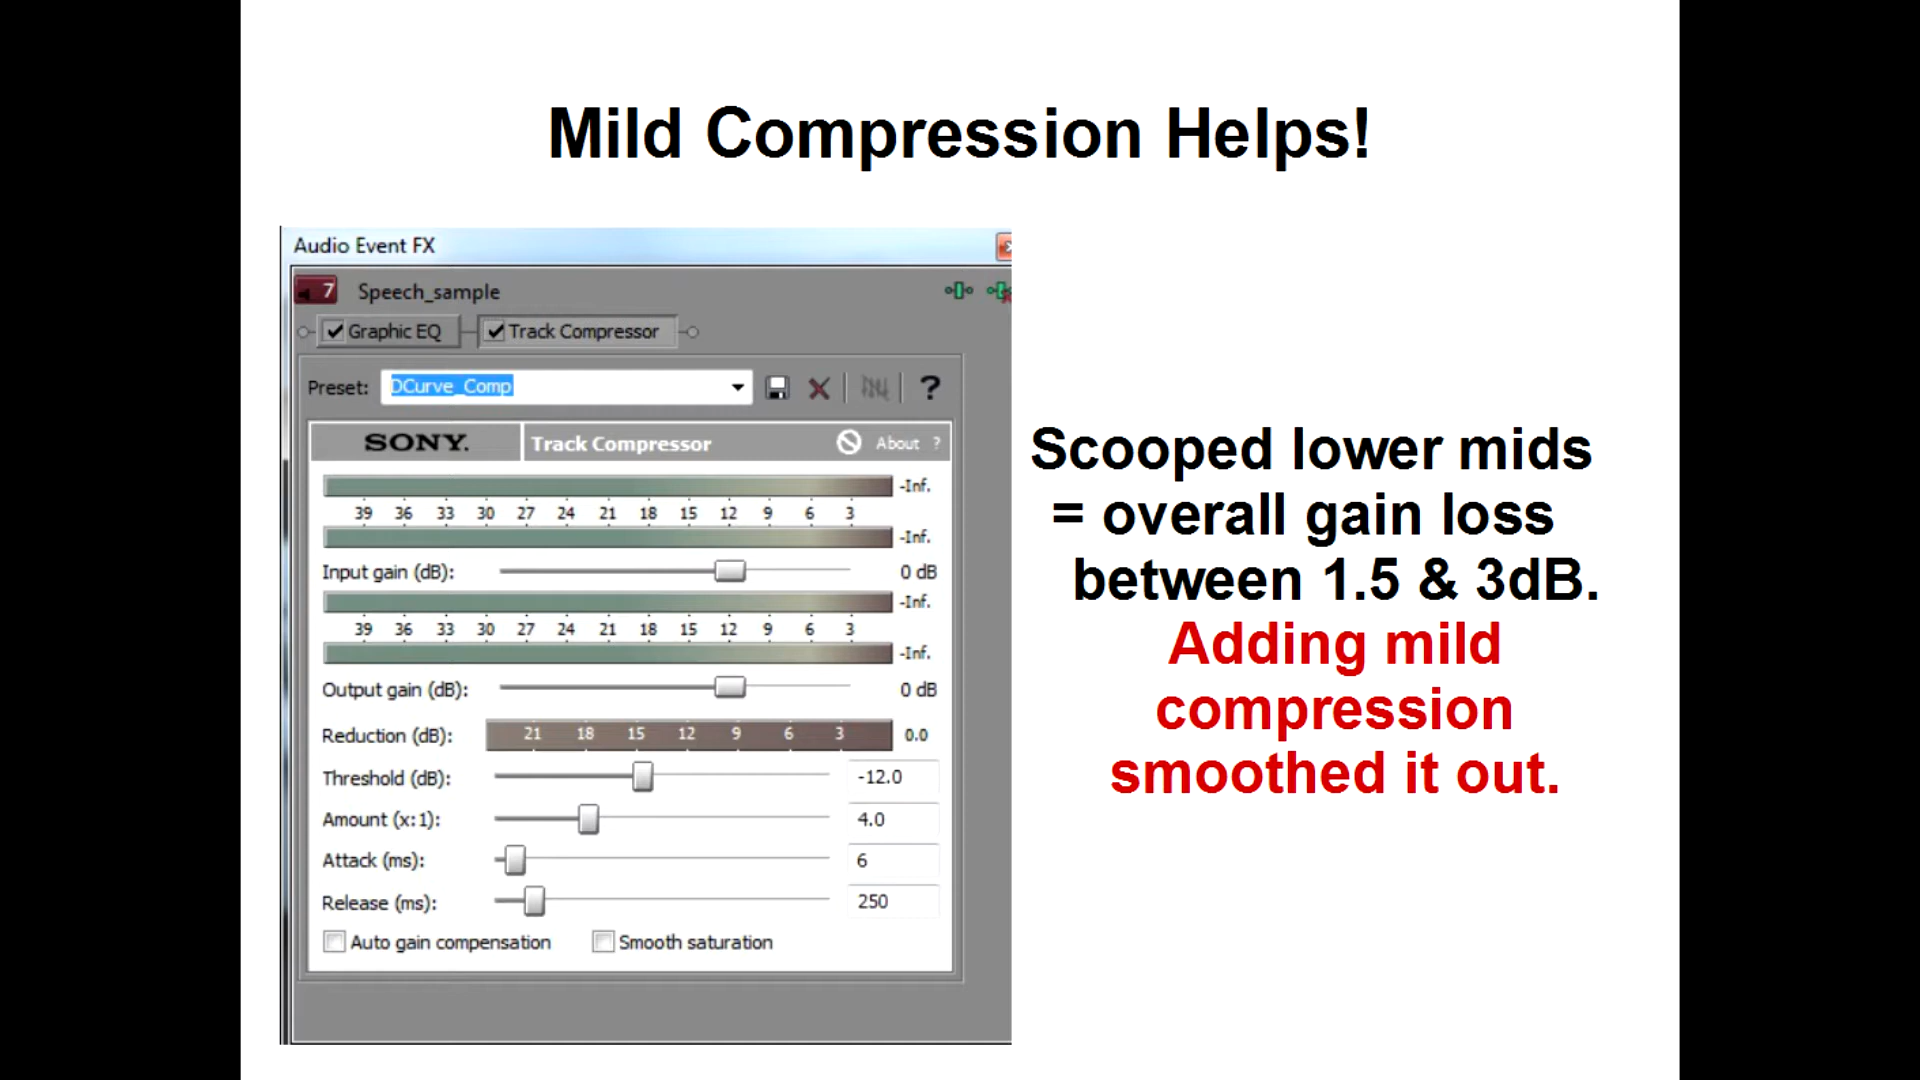 Mild Compression Helps!
Audio Event FX
7 Speech_sample
Graphic EQ Track Compressor
Preset: DCurve_Comp ?
SONY. Track Compressor About ?
-Inf.
39 36 33 30 27 24 21 18 15 12 9 6 3
-Inf.
Input gain (dB): 0 dB
-Inf.
39 36 33 30 27 24 21 18 15 12 9 6 3
-Inf.
Output gain (dB): 0 dB
Reduction (dB): 21 18 15 12 9 6 3 0.0
Threshold (dB): -12.0
Amount (x:1): 4.0
Attack (ms): 6
Release (ms): 250
Auto gain compensation Smooth saturation
Scooped lower mids
= overall gain loss
between 1.5 & 3dB.
Adding mild
compression
smoothed it out.